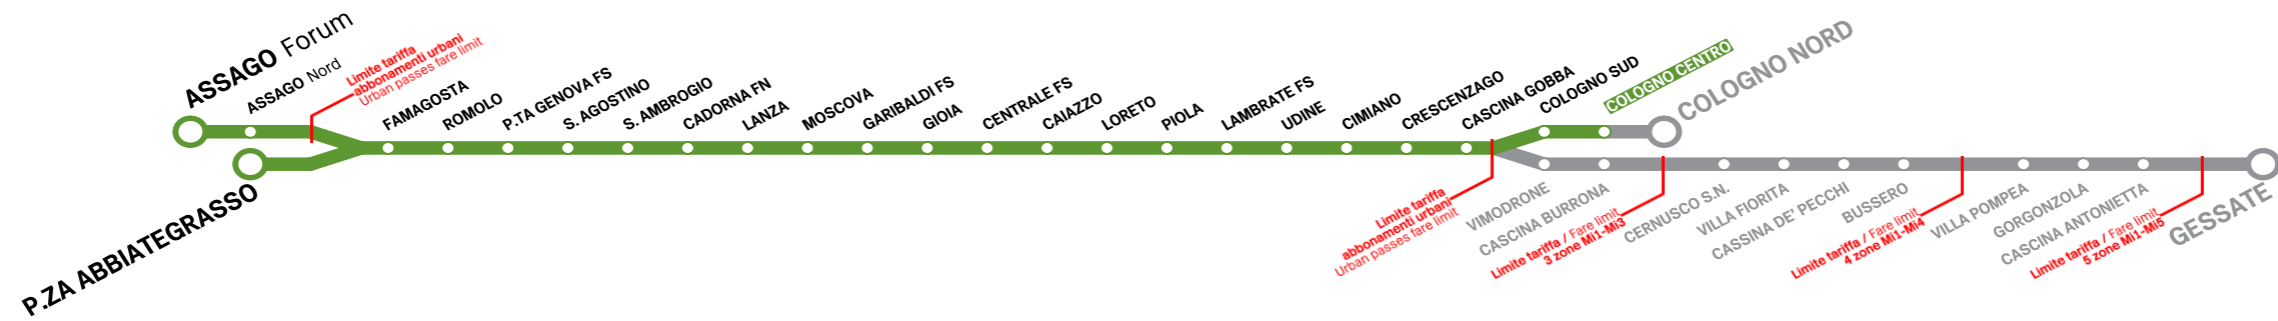 ASSAGO Forum
ASSAGO Nord
Limite tariffa
abbonamenti urbani
Urban passes fare limit
P.ZA ABBIATEGRASSO
FAMAGOSTA
ROMOLO
P.TA GENOVA FS
S. AGOSTINO
S. AMBROGIO
CADORNA FN
LANZA
MOSCOVA
GARIBALDI FS
GIOIA
CENTRALE FS
CAIAZZO
LORETO
PIOLA
LAMBRATE FS
UDINE
CIMIANO
CRESCENZAGO
CASCINA GOBBA
COLOGNO SUD
COLOGNO CENTRO
COLOGNO NORD
Limite tariffa
abbonamenti urbani
Urban passes fare limit
VIMODRONE
CASCINA BURRONA
Limite tariffa / Fare limit
3 zone Mi1-Mi3
CERNUSCO S.N.
VILLA FIORITA
CASSINA DE' PECCHI
BUSSERO
Limite tariffa / Fare limit
4 zone Mi1-Mi4
VILLA POMPEA
GORGONZOLA
CASCINA ANTONIETTA
Limite tariffa / Fare limit
5 zone Mi1-Mi5
GESSATE